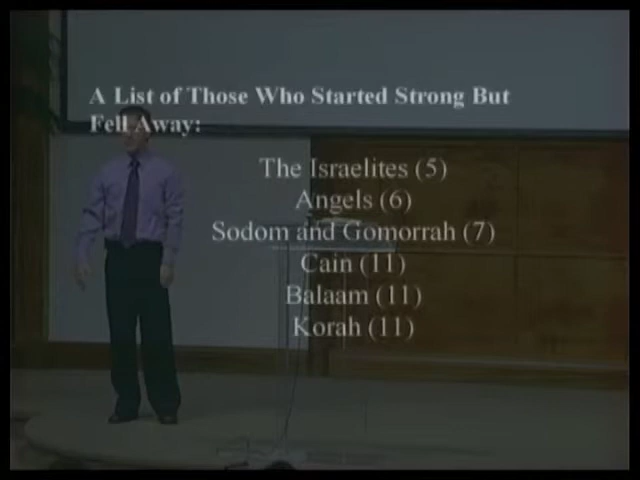 A List of Those Who Started Strong But
Fell Away:
The Israelites (5)
Angels (6)
Sodom and Gomorrah (7)
Cain (11)
Balaam (11)
Korah (11)